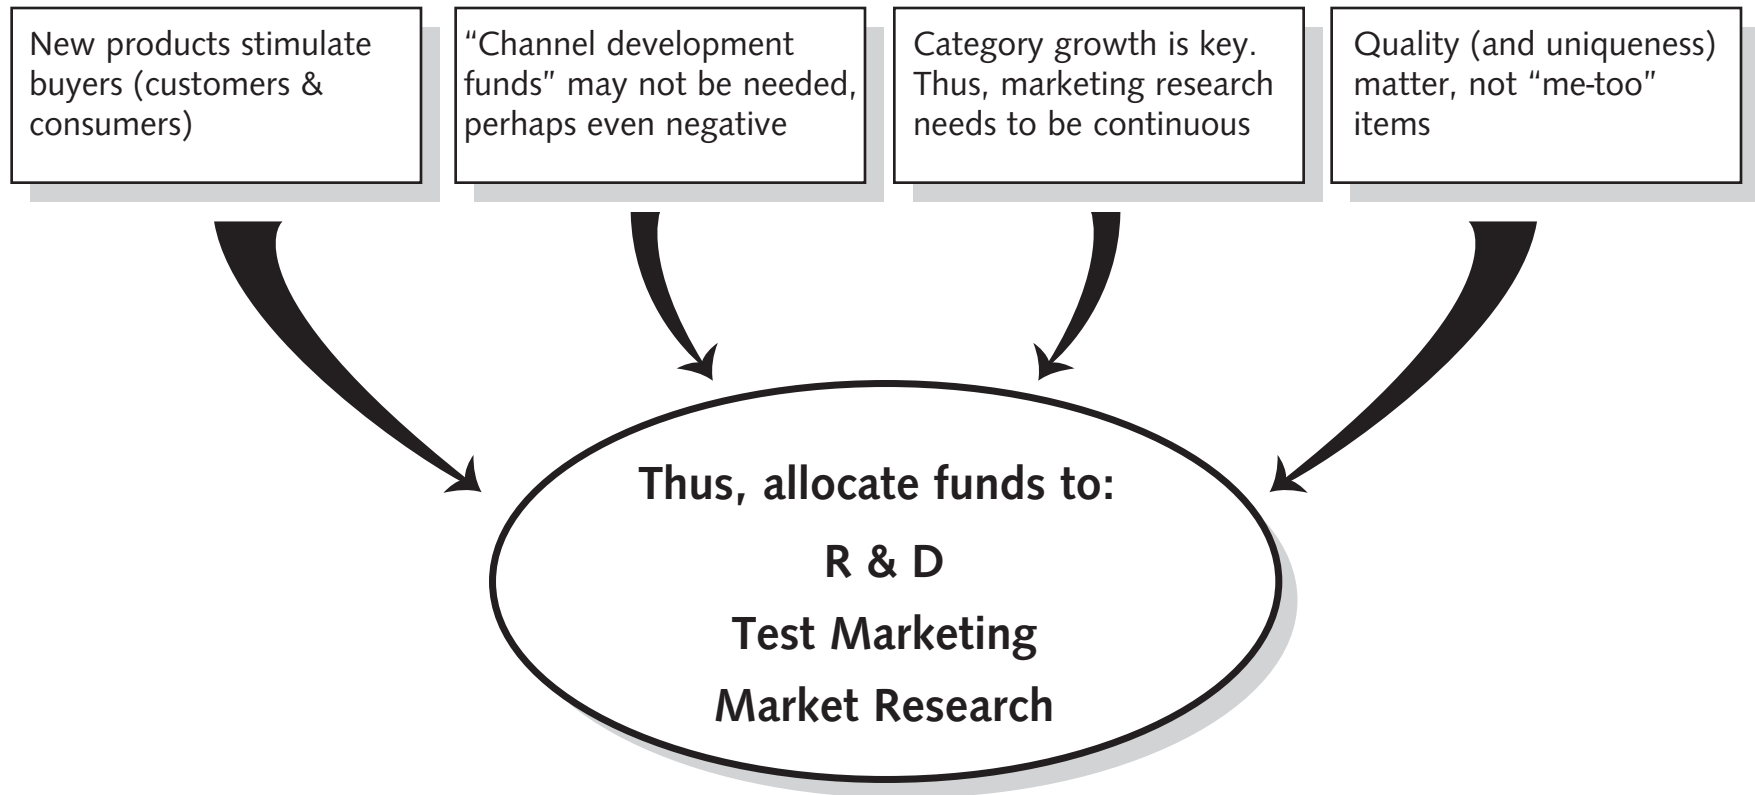 New products stimulate
buyers (customers &
consumers)
“Channel development
funds” may not be needed,
perhaps even negative
Category growth is key.
Thus, marketing research
needs to be continuous
Quality (and uniqueness)
matter, not “me-too”
items
Thus, allocate funds to:
R & D
Test Marketing
Market Research